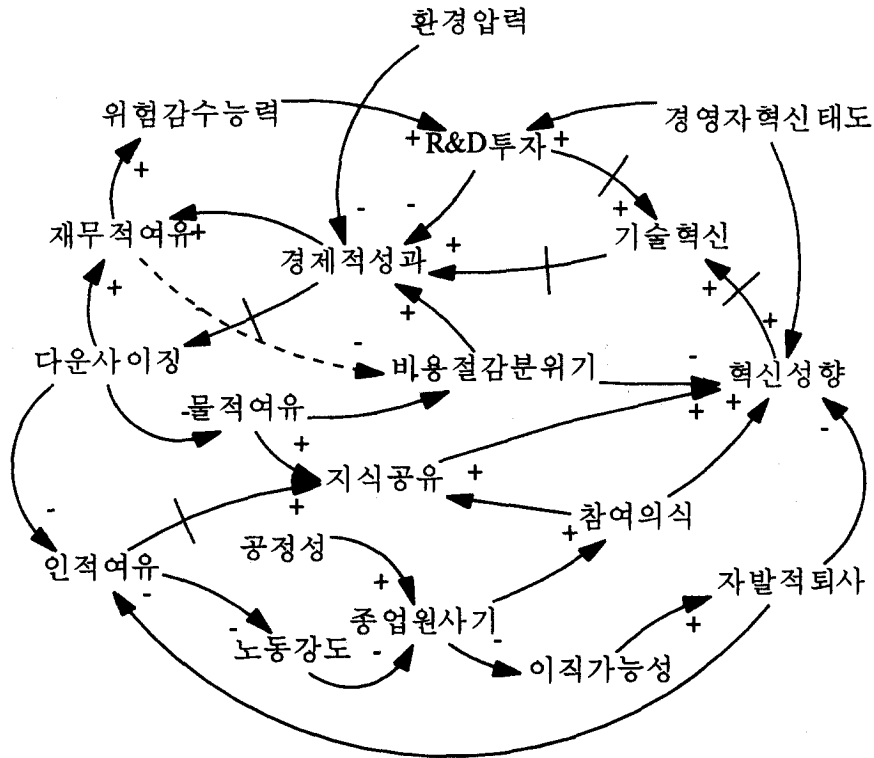 환경압력
위험감수능력
R&D투자
경영자혁신태도
재무적여유
경제적성과
기술혁신
다운사이징
비용절감분위기
혁신성향
물적여유
지식공유
참여의식
공정성
인적여유
종업원사기
자발적퇴사
노동강도
이직가능성